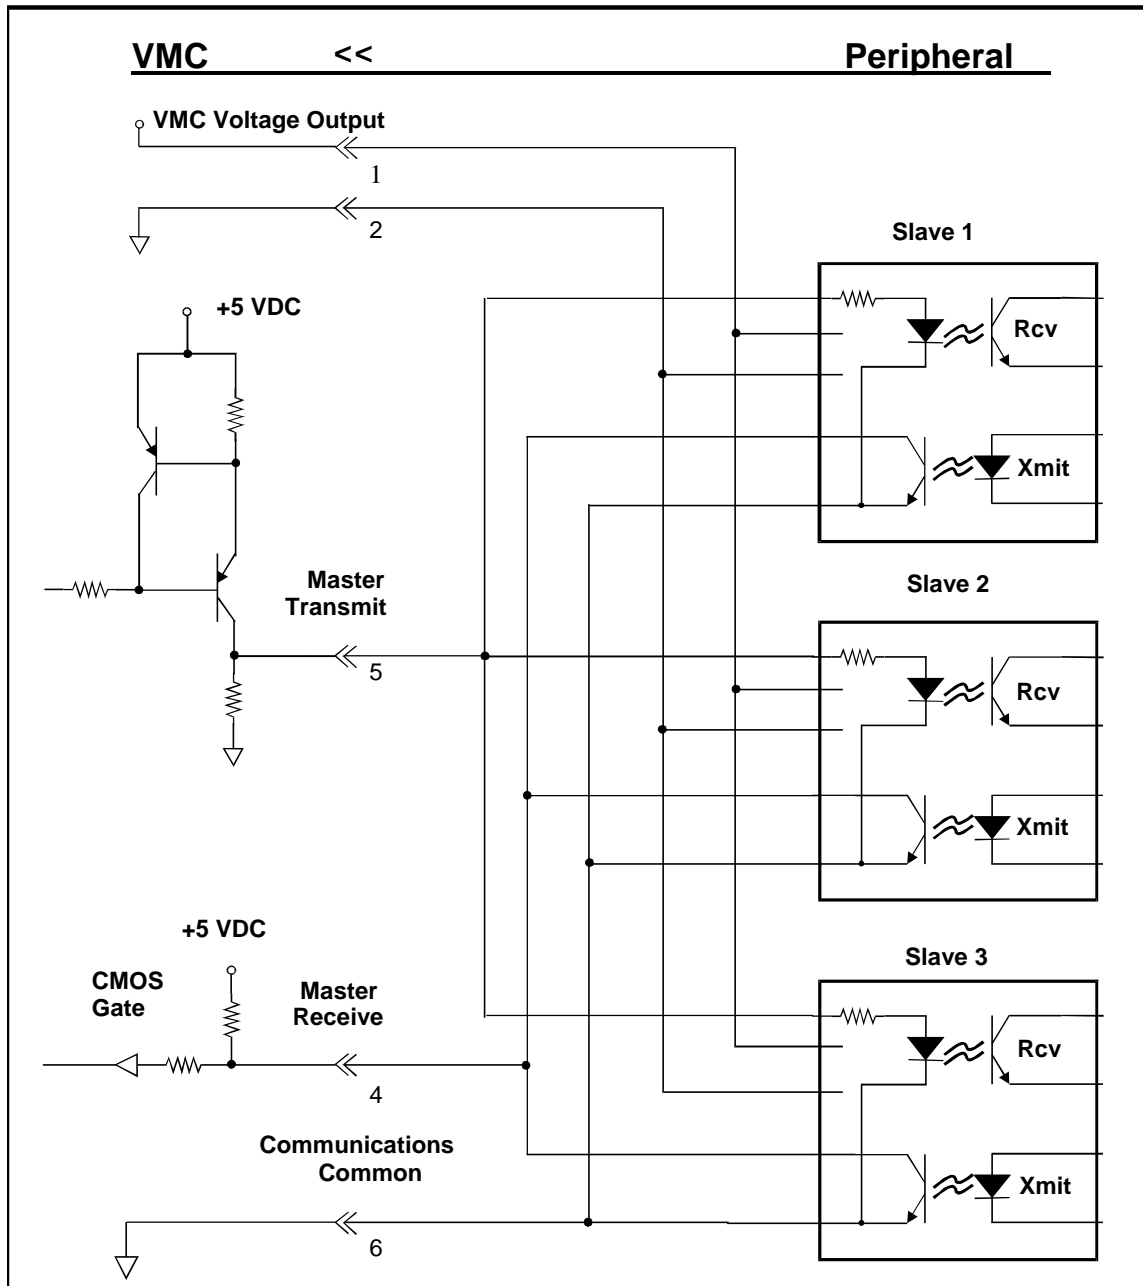 VMC << Peripheral
VMC Voltage Output
1
2
Slave 1
+5 VDC
Rcv
Xmit
Master
Transmit
5
Slave 2
Rcv
Xmit
+5 VDC
CMOS
Gate
Master
Receive
4
Slave 3
Rcv
Communications
Common
6
Xmit